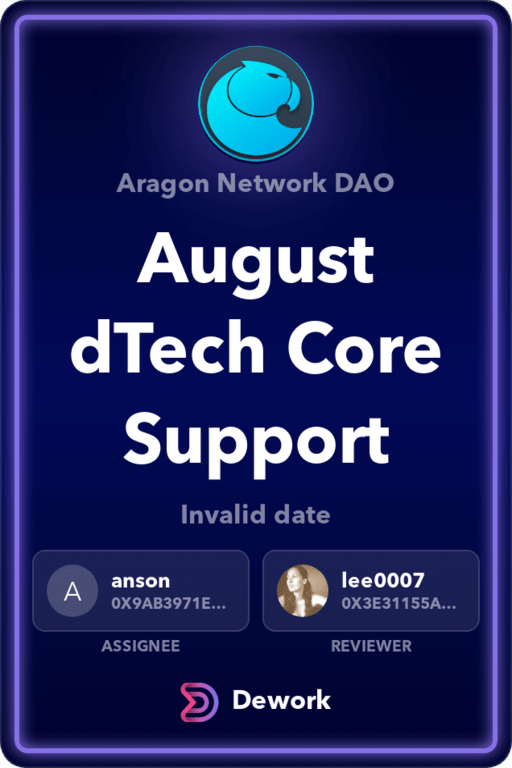 Aragon Network DAO
August
dTech Core
Support
Invalid date
A
anson
0X9AB3971E...
lee0007
0X3E31155A...
ASSIGNEE
REVIEWER
Dework